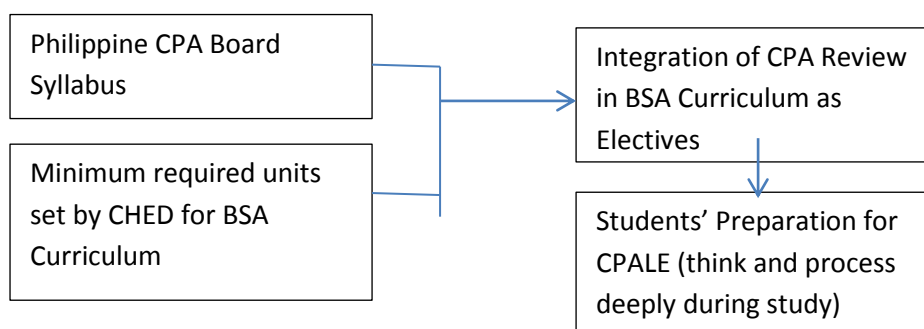 Philippine CPA Board
Syllabus
Minimum required units
set by CHED for BSA
Curriculum
Integration of CPA Review
in BSA Curriculum as
Electives
Students’ Preparation for
CPALE (think and process
deeply during study)